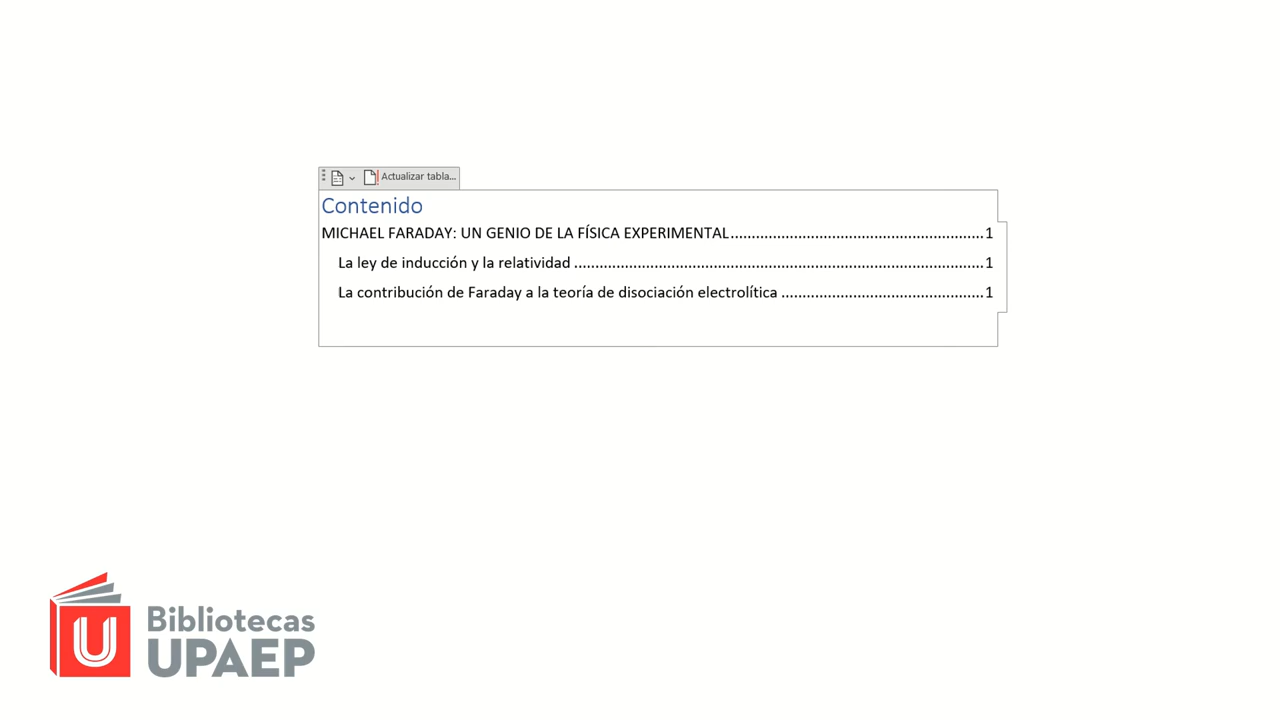 Actualizar tabla...
Contenido
MICHAEL FARADAY: UN GENIO DE LA FÍSICA EXPERIMENTAL............................................................1
La ley de inducción y la relatividad .................................................................................................1
La contribución de Faraday a la teoría de disociación electrolítica ................................................1
U
Bibliotecas
UPAEP